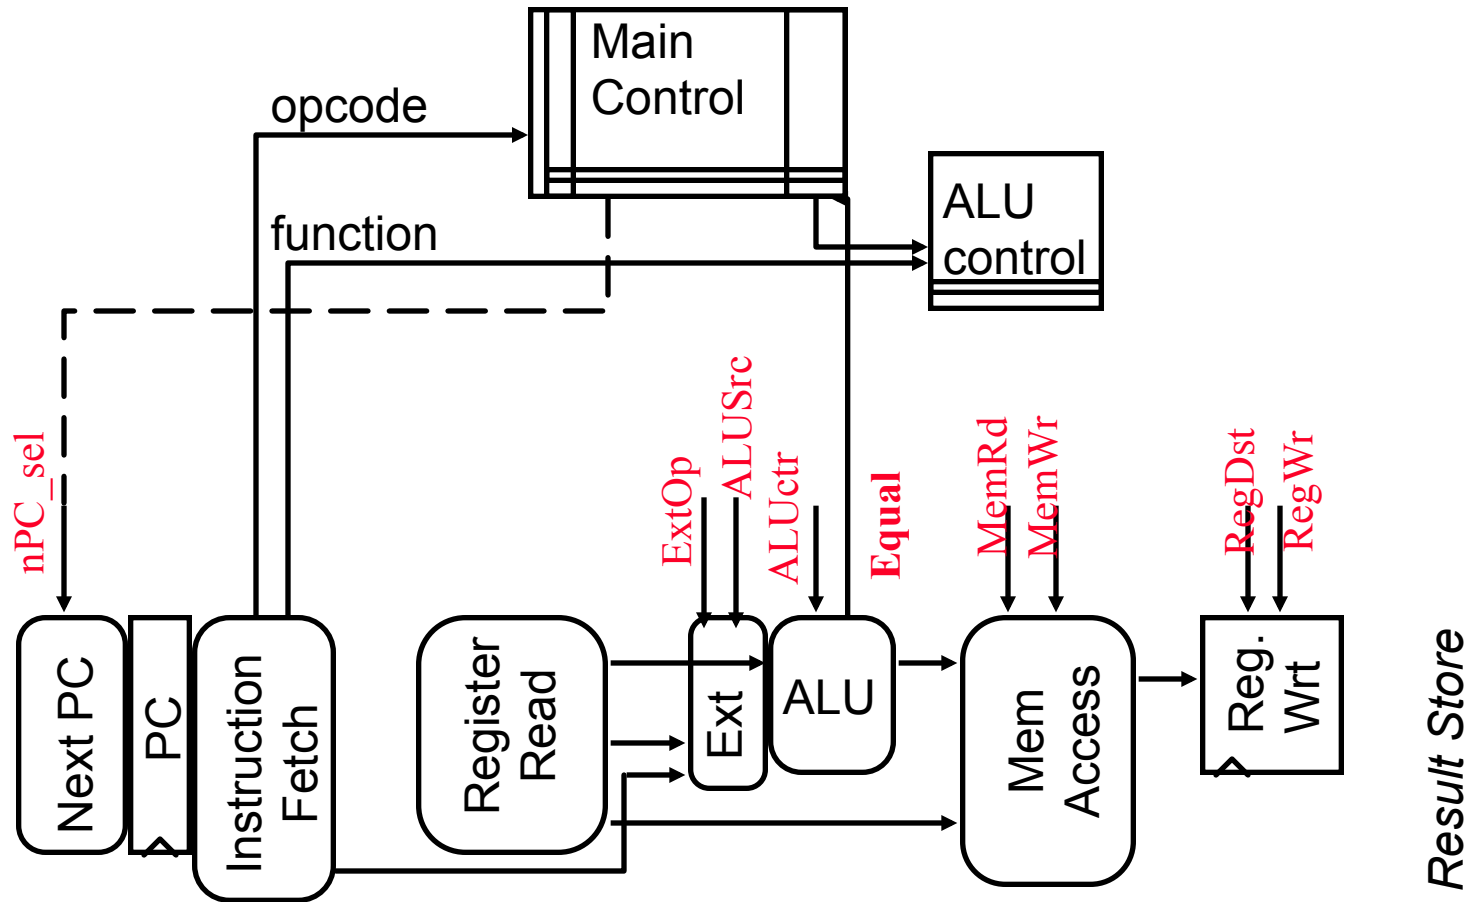 Main
Control
opcode
ALU
control
function
nPC_sel
ExtOp
ALUSrc
ALUctr
Equal
MemRd
MemWr
RegDst
RegWr
Next PC
PC
Instruction
Fetch
Register
Read
Ext
ALU
Mem
Access
Reg.
Wrt
Result Store